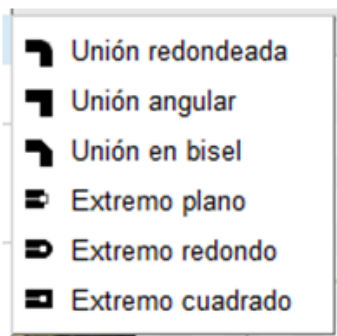 Unión redondeada
Unión angular
Unión en bisel
Extremo plano
Extremo redondo
Extremo cuadrado